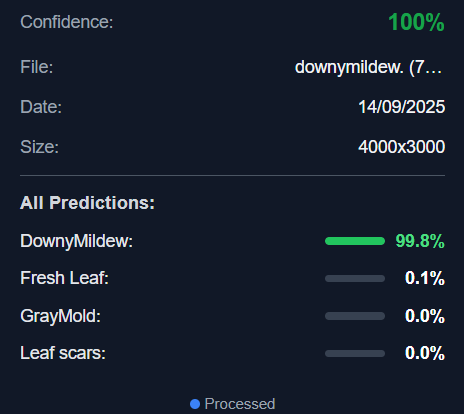 Confidence: 100%
File: downymildew. (7...
Date: 14/09/2025
Size: 4000x3000
All Predictions:
DownyMildew: 99.8%
Fresh Leaf: 0.1%
GrayMold: 0.0%
Leaf scars: 0.0%
Processed